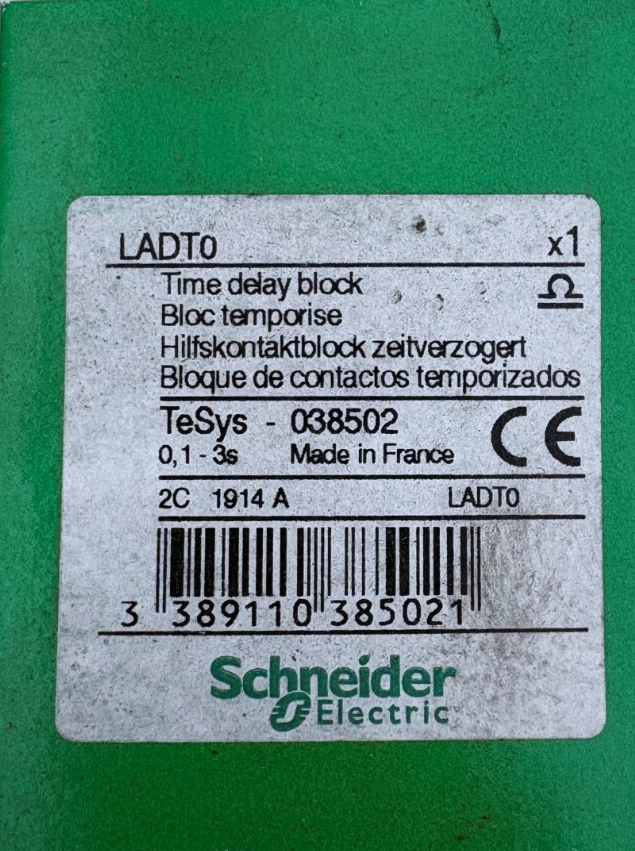 LADT0 x1
Time delay block
Bloc temporise
Hilfskontaktblock zeitverzogert
Bloque de contactos temporizados
TeSys - 038502 CE
0,1 - 3s Made in France
2C 1914 A LADT0
3 389110 385021
Schneider
Electric